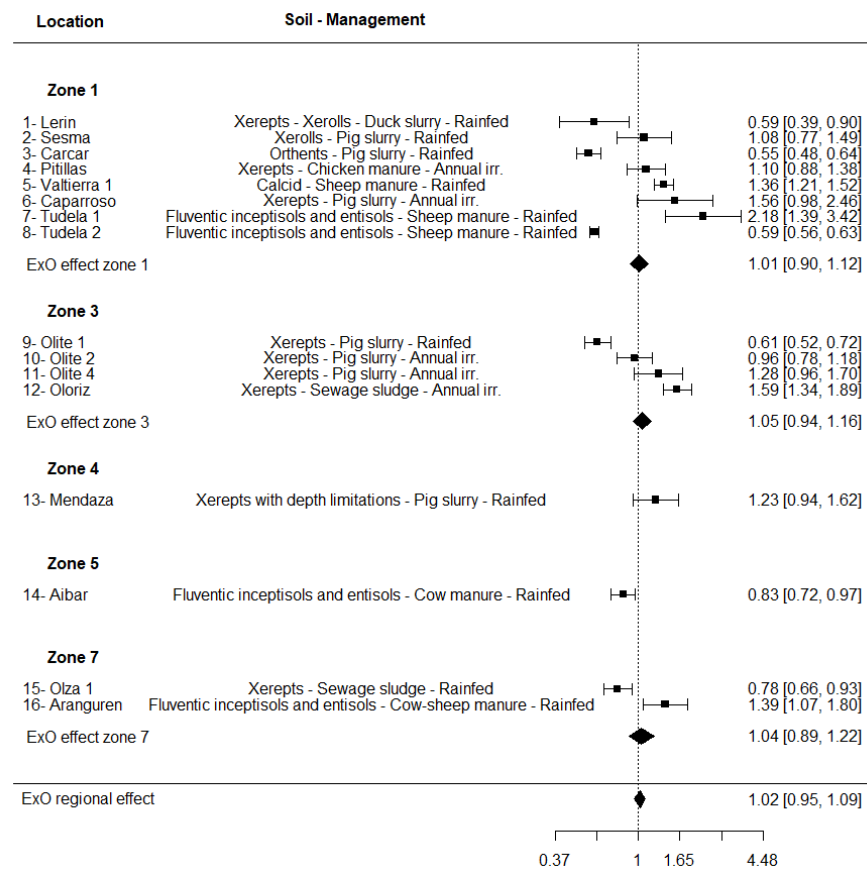 Location Soil - Management
Zone 1
1- Lerin Xerepts - Xerolls - Duck slurry - Rainfed 0.59 [0.39, 0.90]
2- Sesma Xerolls - Pig slurry - Rainfed 1.08 [0.77, 1.49]
3- Carcar Orthents - Pig slurry - Rainfed 0.55 [0.48, 0.64]
4- Pitillas Xerepts - Chicken manure - Annual irr. 1.10 [0.88, 1.38]
5- Valtierra 1 Calcid - Sheep manure - Rainfed 1.36 [1.21, 1.52]
6- Caparroso Xerepts - Pig slurry - Annual irr. 1.56 [0.98, 2.46]
7- Tudela 1 Fluventic inceptisols and entisols - Sheep manure - Rainfed 2.18 [1.39, 3.42]
8- Tudela 2 Fluventic inceptisols and entisols - Sheep manure - Rainfed 0.59 [0.56, 0.63]
ExO effect zone 1 1.01 [0.90, 1.12]
Zone 3
9- Olite 1 Xerepts - Pig slurry - Rainfed 0.61 [0.52, 0.72]
10- Olite 2 Xerepts - Pig slurry - Annual irr. 0.96 [0.78, 1.18]
11- Olite 4 Xerepts - Pig slurry - Annual irr. 1.28 [0.96, 1.70]
12- Oloriz Xerepts - Sewage sludge - Annual irr. 1.59 [1.34, 1.89]
ExO effect zone 3 1.05 [0.94, 1.16]
Zone 4
13- Mendaza Xerepts with depth limitations - Pig slurry - Rainfed 1.23 [0.94, 1.62]
Zone 5
14- Aibar Fluventic inceptisols and entisols - Cow manure - Rainfed 0.83 [0.72, 0.97]
Zone 7
15- Olza 1 Xerepts - Sewage sludge - Rainfed 0.78 [0.66, 0.93]
16- Aranguren Fluventic inceptisols and entisols - Cow-sheep manure - Rainfed 1.39 [1.07, 1.80]
ExO effect zone 7 1.04 [0.89, 1.22]
ExO regional effect 1.02 [0.95, 1.09]
0.37 1 1.65 4.48